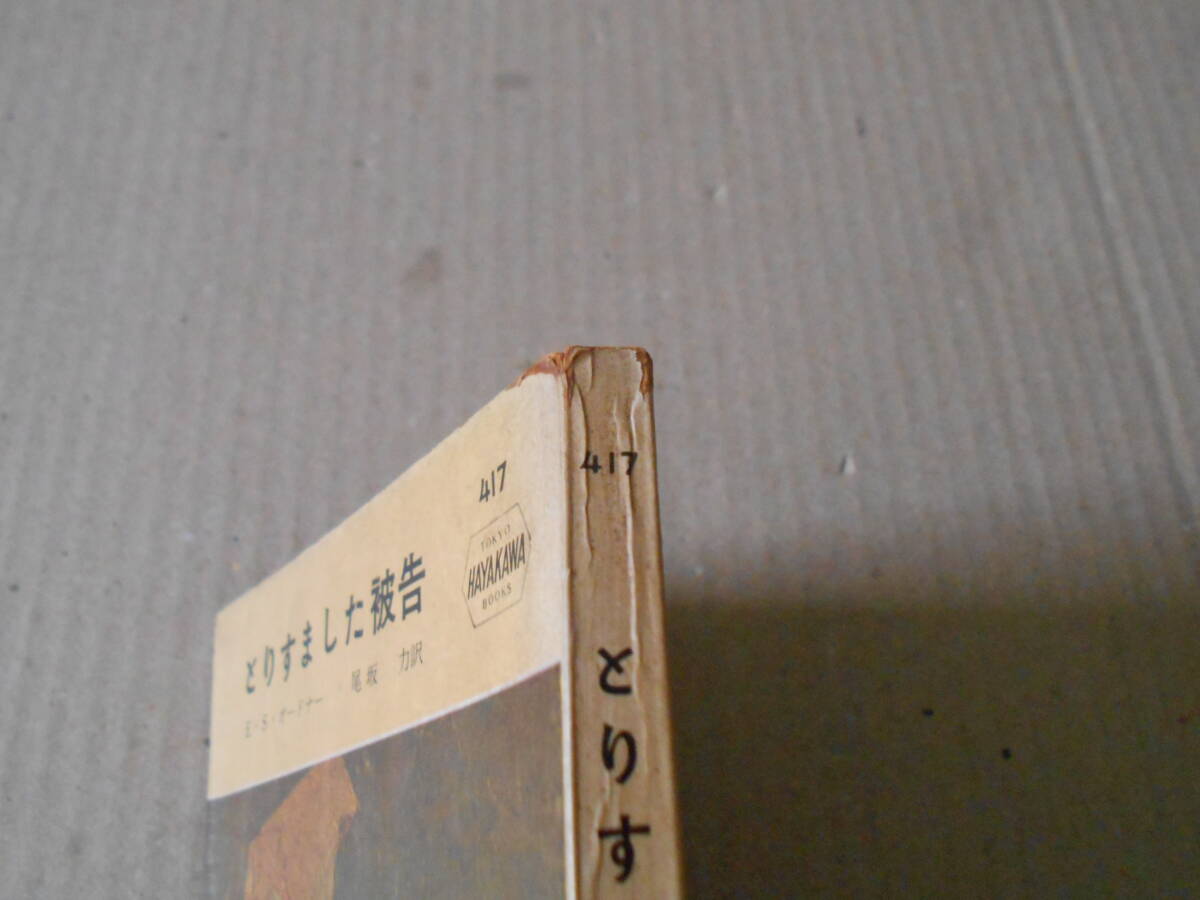 417
TOKYO
HAYAKAWA
BOOKS
とりすました被告
E・S・ガードナー 尾坂 力訳
417
とりす